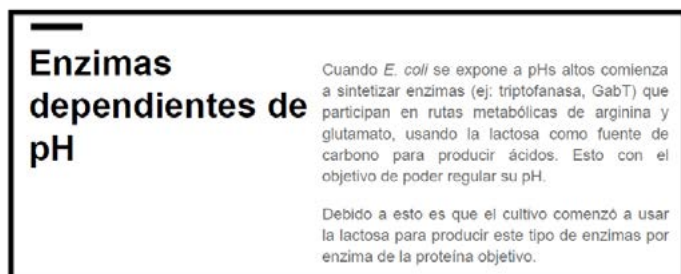 Enzimas
dependientes de
pH
Cuando E. coli se expone a pHs altos comienza
a sintetizar enzimas (ej: triptofanasa, GabT) que
participan en rutas metabólicas de arginina y
glutamato, usando la lactosa como fuente de
carbono para producir ácidos. Esto con el
objetivo de poder regular su pH.
Debido a esto es que el cultivo comenzó a usar
la lactosa para producir este tipo de enzimas por
enzima de la proteína objetivo.